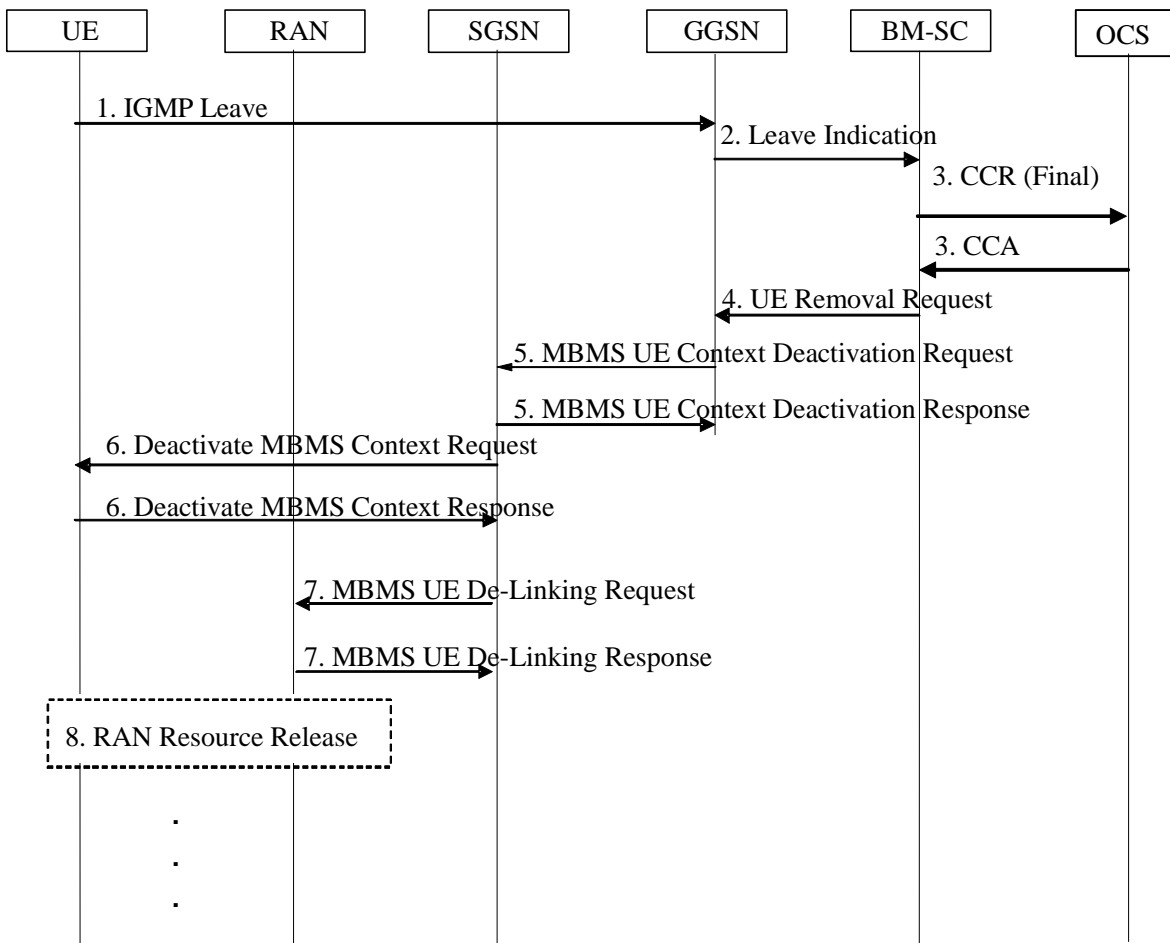 UE RAN SGSN GGSN BM-SC OCS
1. IGMP Leave
2. Leave Indication
3. CCR (Final)
3. CCA
4. UE Removal Request
5. MBMS UE Context Deactivation Request
5. MBMS UE Context Deactivation Response
6. Deactivate MBMS Context Request
6. Deactivate MBMS Context Response
7. MBMS UE De-Linking Request
7. MBMS UE De-Linking Response
8. RAN Resource Release